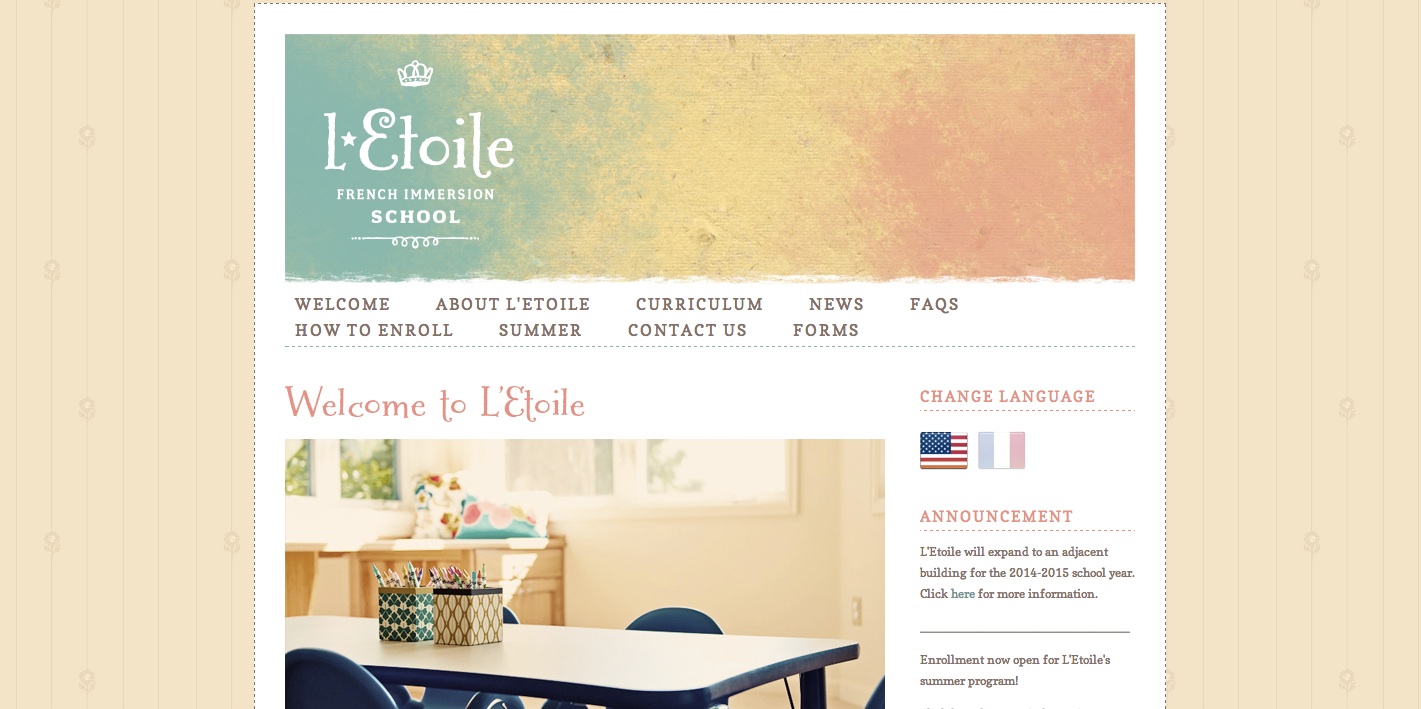 l★Etoile
FRENCH IMMERSION
SCHOOL
WELCOME ABOUT L'ETOILE CURRICULUM NEWS FAQS
HOW TO ENROLL SUMMER CONTACT US FORMS
Welcome to L'Etoile
CHANGE LANGUAGE
ANNOUNCEMENT
L'Etoile will expand to an adjacent
building for the 2014-2015 school year.
Click here for more information.
Enrollment now open for L'Etoile's
summer program!